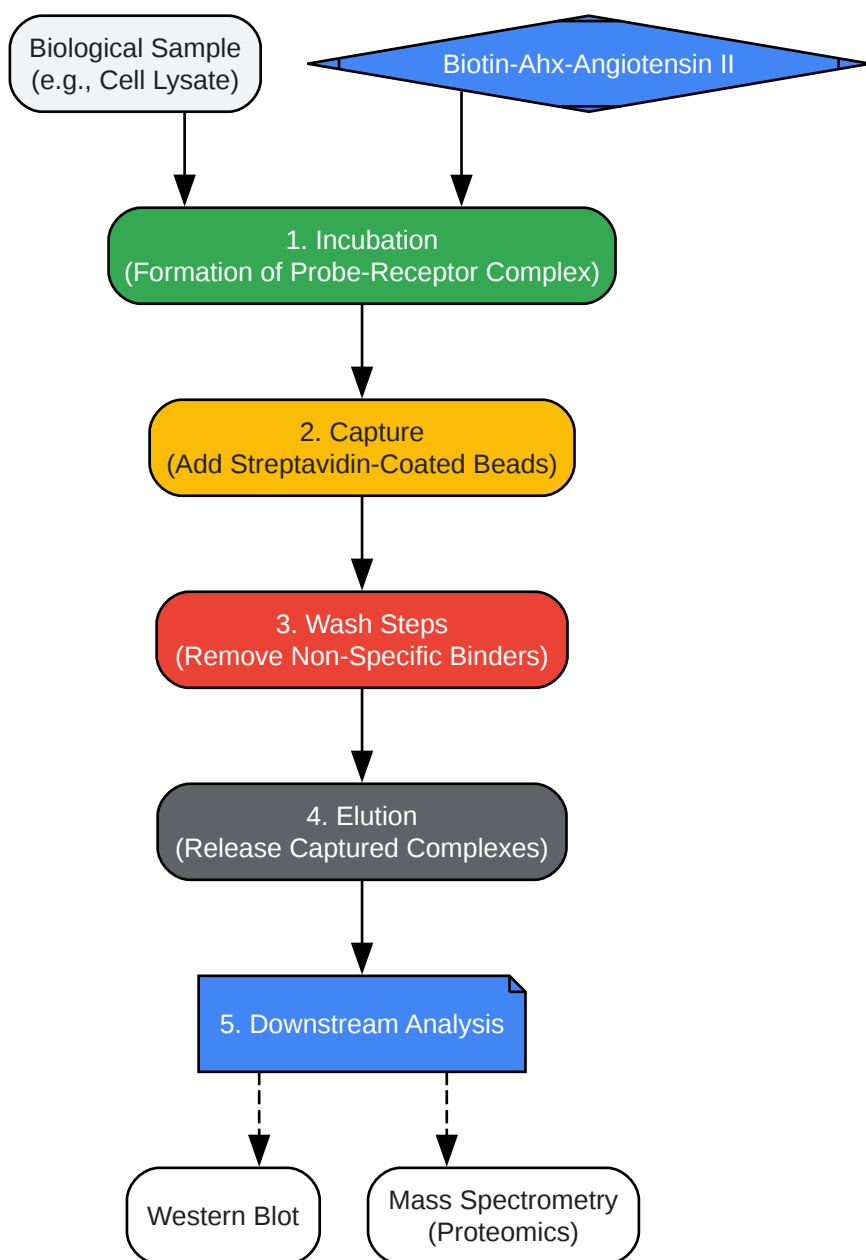 Biological Sample
(e.g., Cell Lysate)
Biotin-Ahx-Angiotensin II
1. Incubation
(Formation of Probe-Receptor Complex)
2. Capture
(Add Streptavidin-Coated Beads)
3. Wash Steps
(Remove Non-Specific Binders)
4. Elution
(Release Captured Complexes)
5. Downstream Analysis
Western Blot
Mass Spectrometry
(Proteomics)